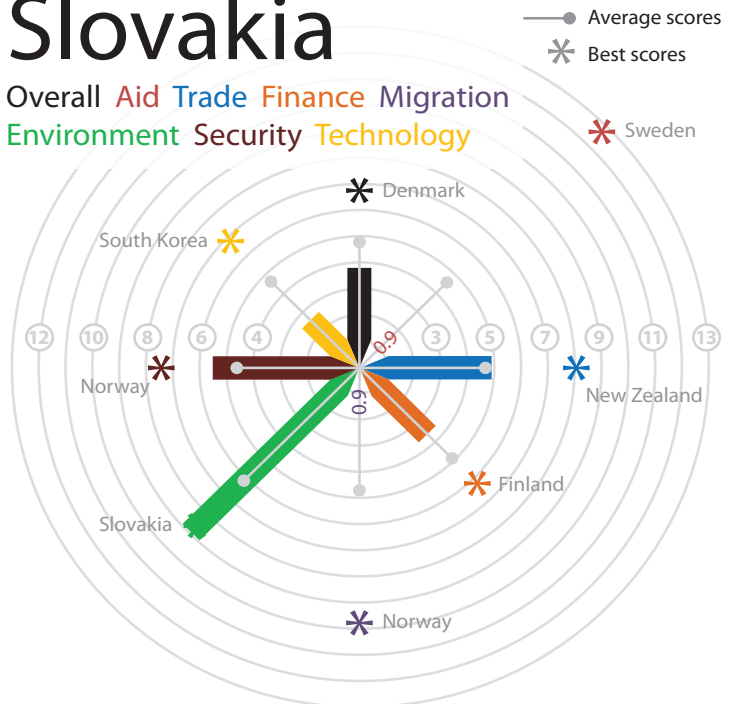 Slovakia
Average scores
Best scores
Overall Aid Trade Finance Migration
Environment Security Technology
Sweden
Denmark
South Korea
12 10 8 6 4 0.9 3 5 7 9 11 13
Norway
0.9
New Zealand
Finland
Slovakia
Norway